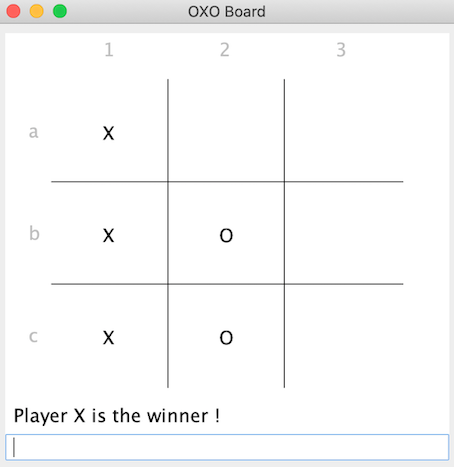 OXO Board
1 2 3
a X
b X O
c X O
Player X is the winner !